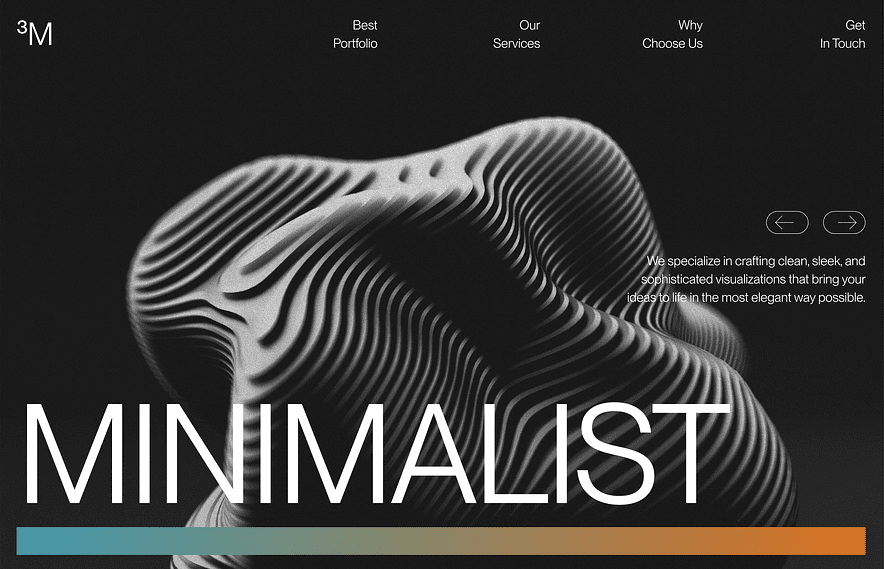 ³M
Best
Portfolio
Our
Services
Why
Choose Us
Get
In Touch
We specialize in crafting clean, sleek, and
sophisticated visualizations that bring your
ideas to life in the most elegant way possible.
MINIMALIST